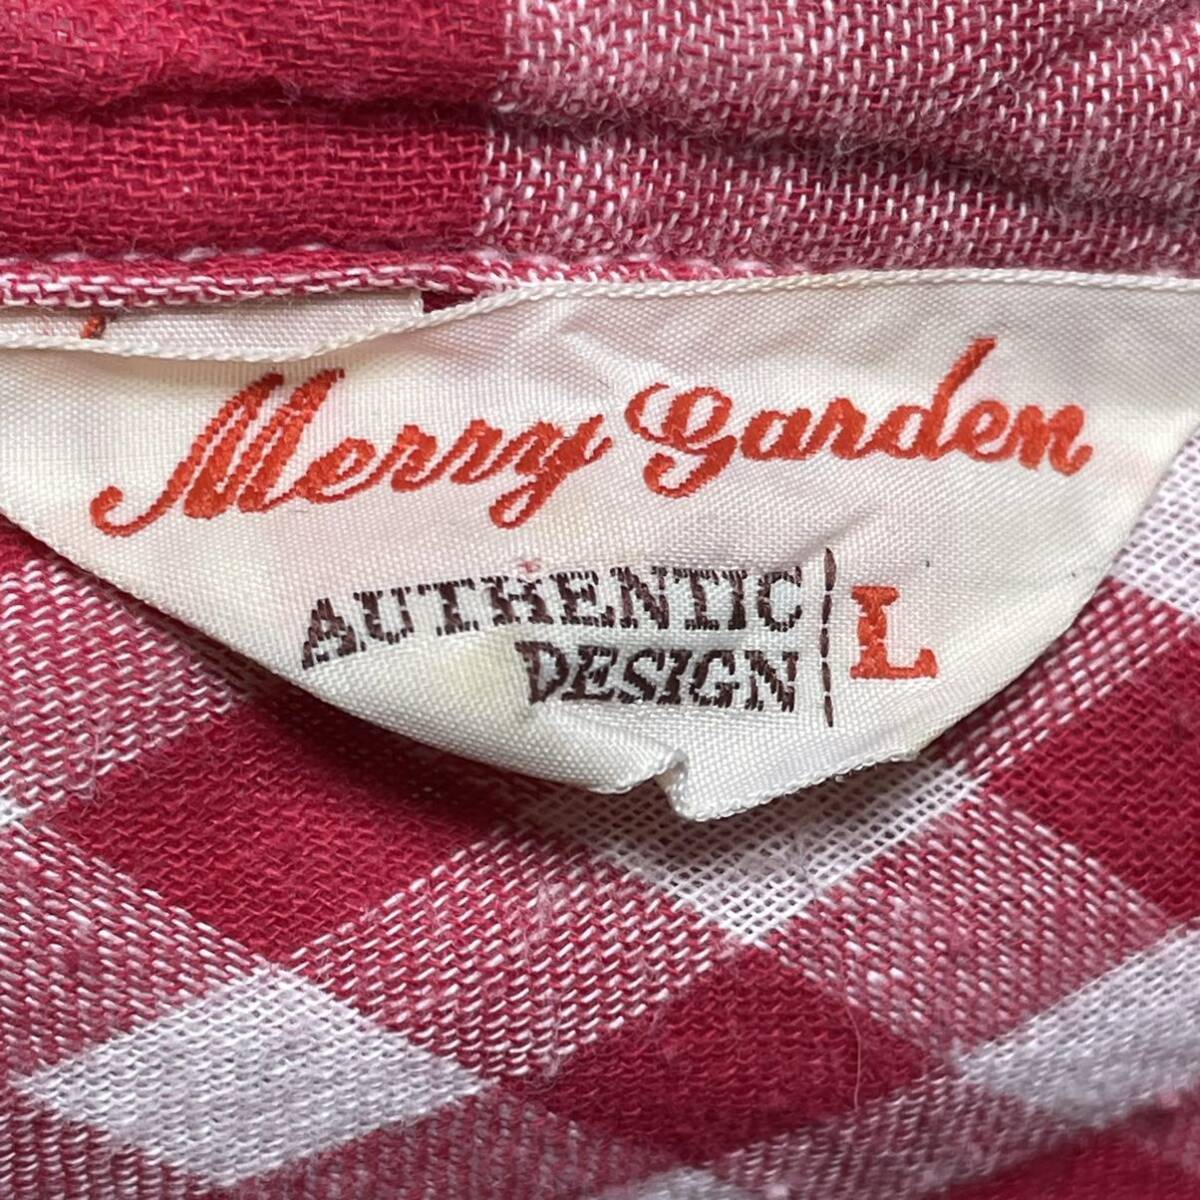 Merry Garden
AUTHENTIC
DESIGN
L